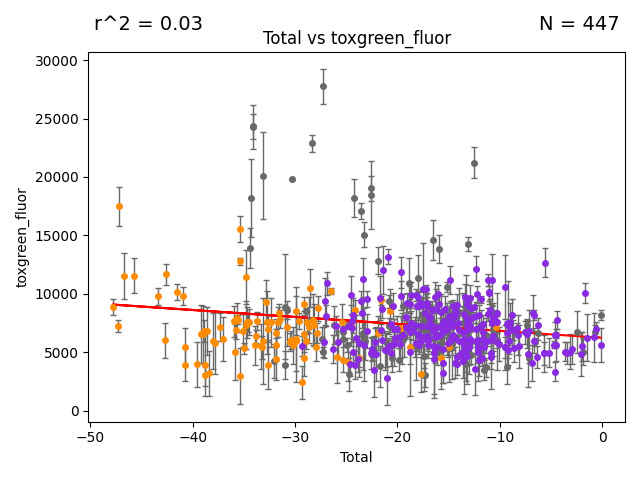 r^2 = 0.03
N = 447
Total vs toxgreen_fluor
30000
25000
20000
15000
10000
5000
0
toxgreen_fluor
−50 −40 −30 −20 −10 0
Total